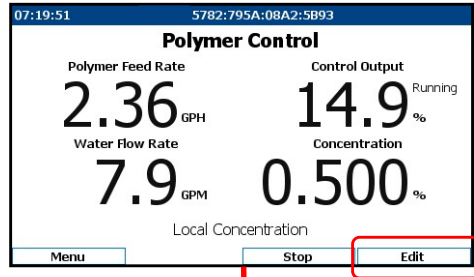 07:19:51 5782:795A:08A2:5B93
Polymer Control
Polymer Feed Rate Control Output
2.36 GPH 14.9 % Running
Water Flow Rate Concentration
7.9 GPM 0.500 %
Local Concentration
Menu Stop Edit